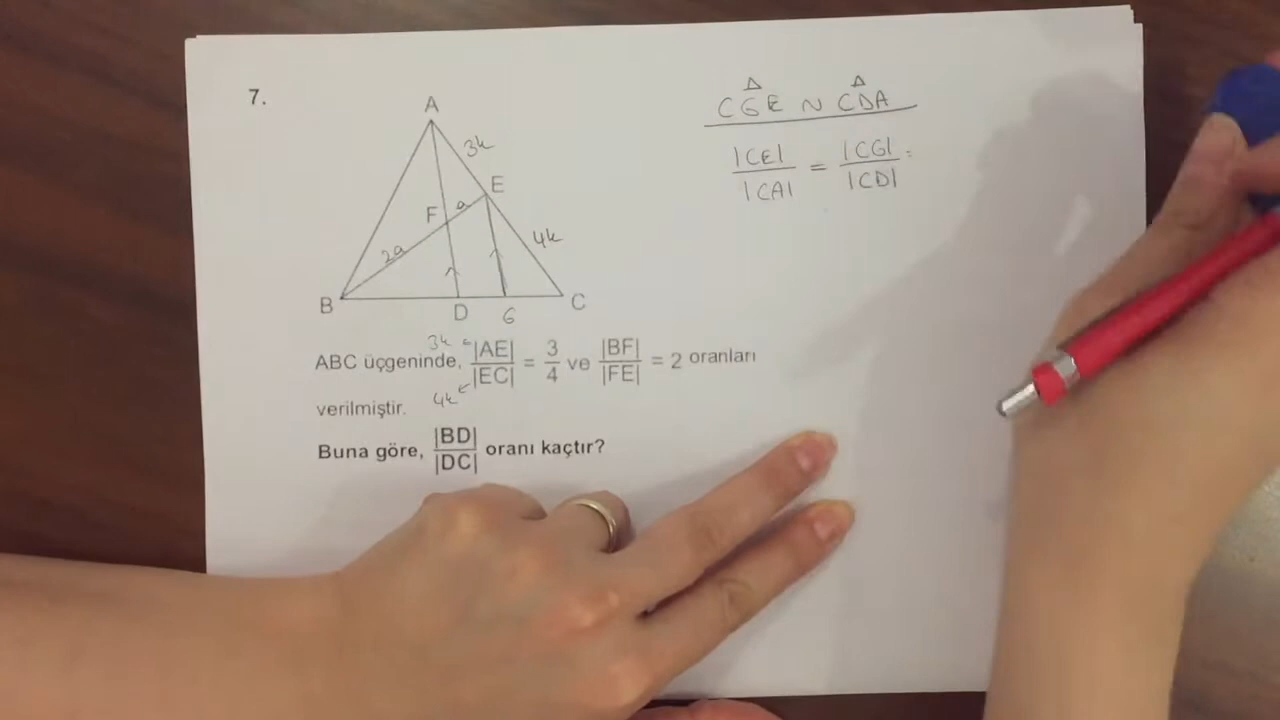 7.
A
3k
E
F
a
2a
4k
B
D
G
C
CGE ~ CDA
|CE| / |CA| = |CG| / |CD| =
3k
ABC üçgeninde, |AE| / |EC| = 3 / 4 ve |BF| / |FE| = 2 oranları
4k
verilmiştir.
Buna göre, |BD| / |DC| oranı kaçtır?